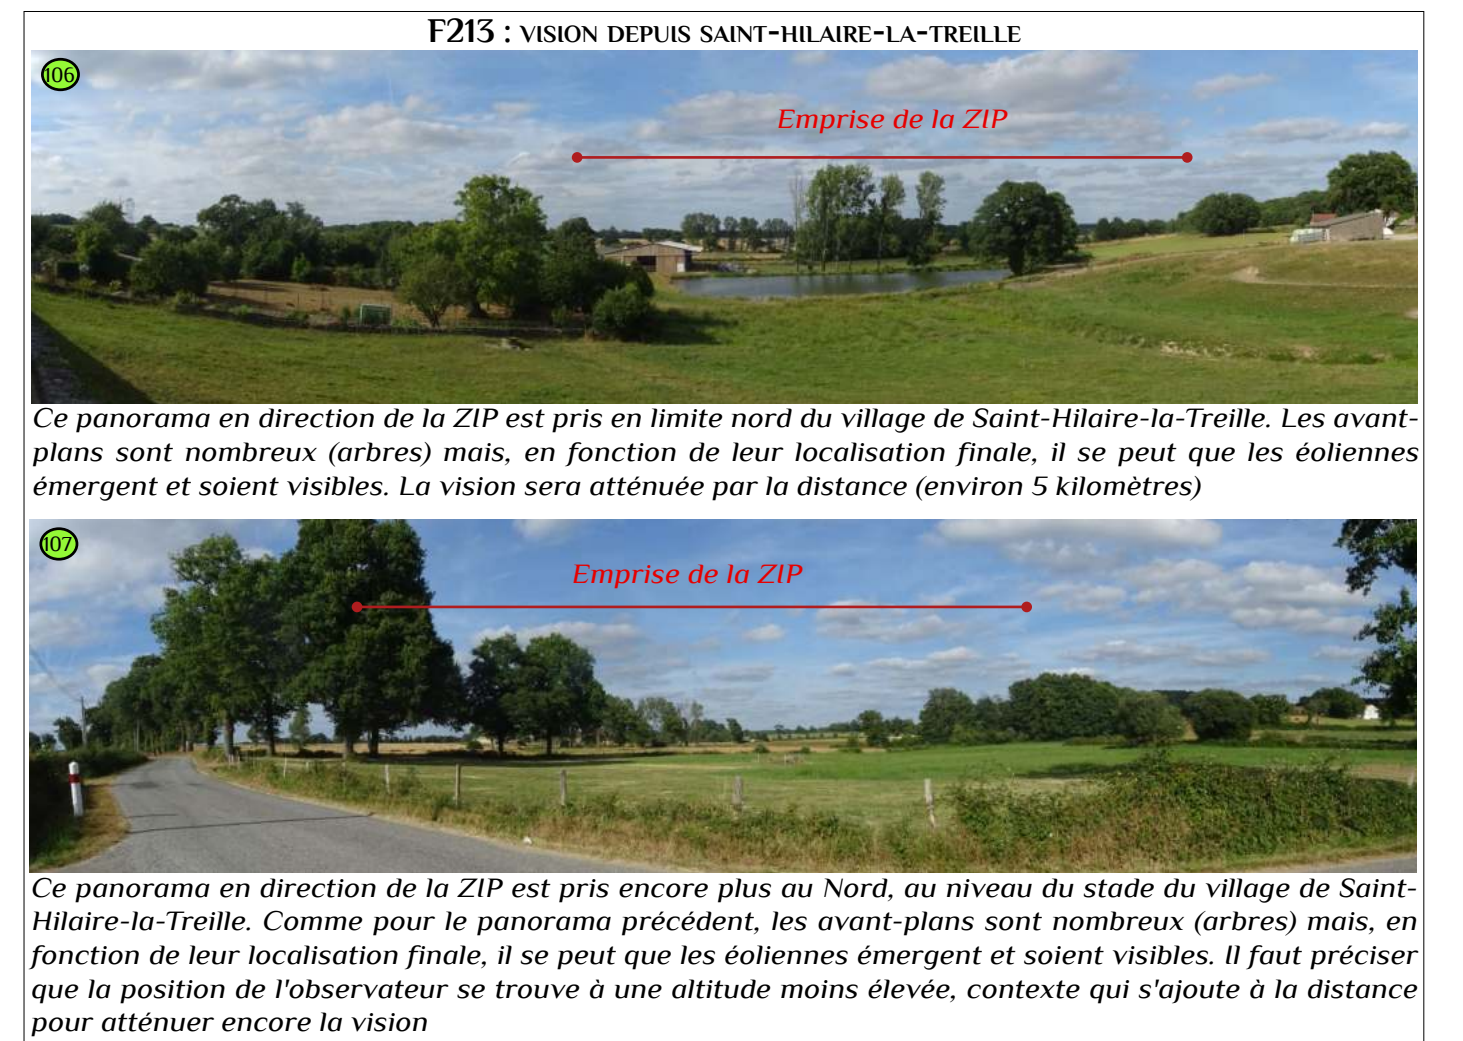 F213 : VISION DEPUIS SAINT-HILAIRE-LA-TREILLE
106
Emprise de la ZIP
Ce panorama en direction de la ZIP est pris en limite nord du village de Saint-Hilaire-la-Treille. Les avant-
plans sont nombreux (arbres) mais, en fonction de leur localisation finale, il se peut que les éoliennes
émergent et soient visibles. La vision sera atténuée par la distance (environ 5 kilomètres)
107
Emprise de la ZIP
Ce panorama en direction de la ZIP est pris encore plus au Nord, au niveau du stade du village de Saint-
Hilaire-la-Treille. Comme pour le panorama précédent, les avant-plans sont nombreux (arbres) mais, en
fonction de leur localisation finale, il se peut que les éoliennes émergent et soient visibles. Il faut préciser
que la position de l'observateur se trouve à une altitude moins élevée, contexte qui s'ajoute à la distance
pour atténuer encore la vision